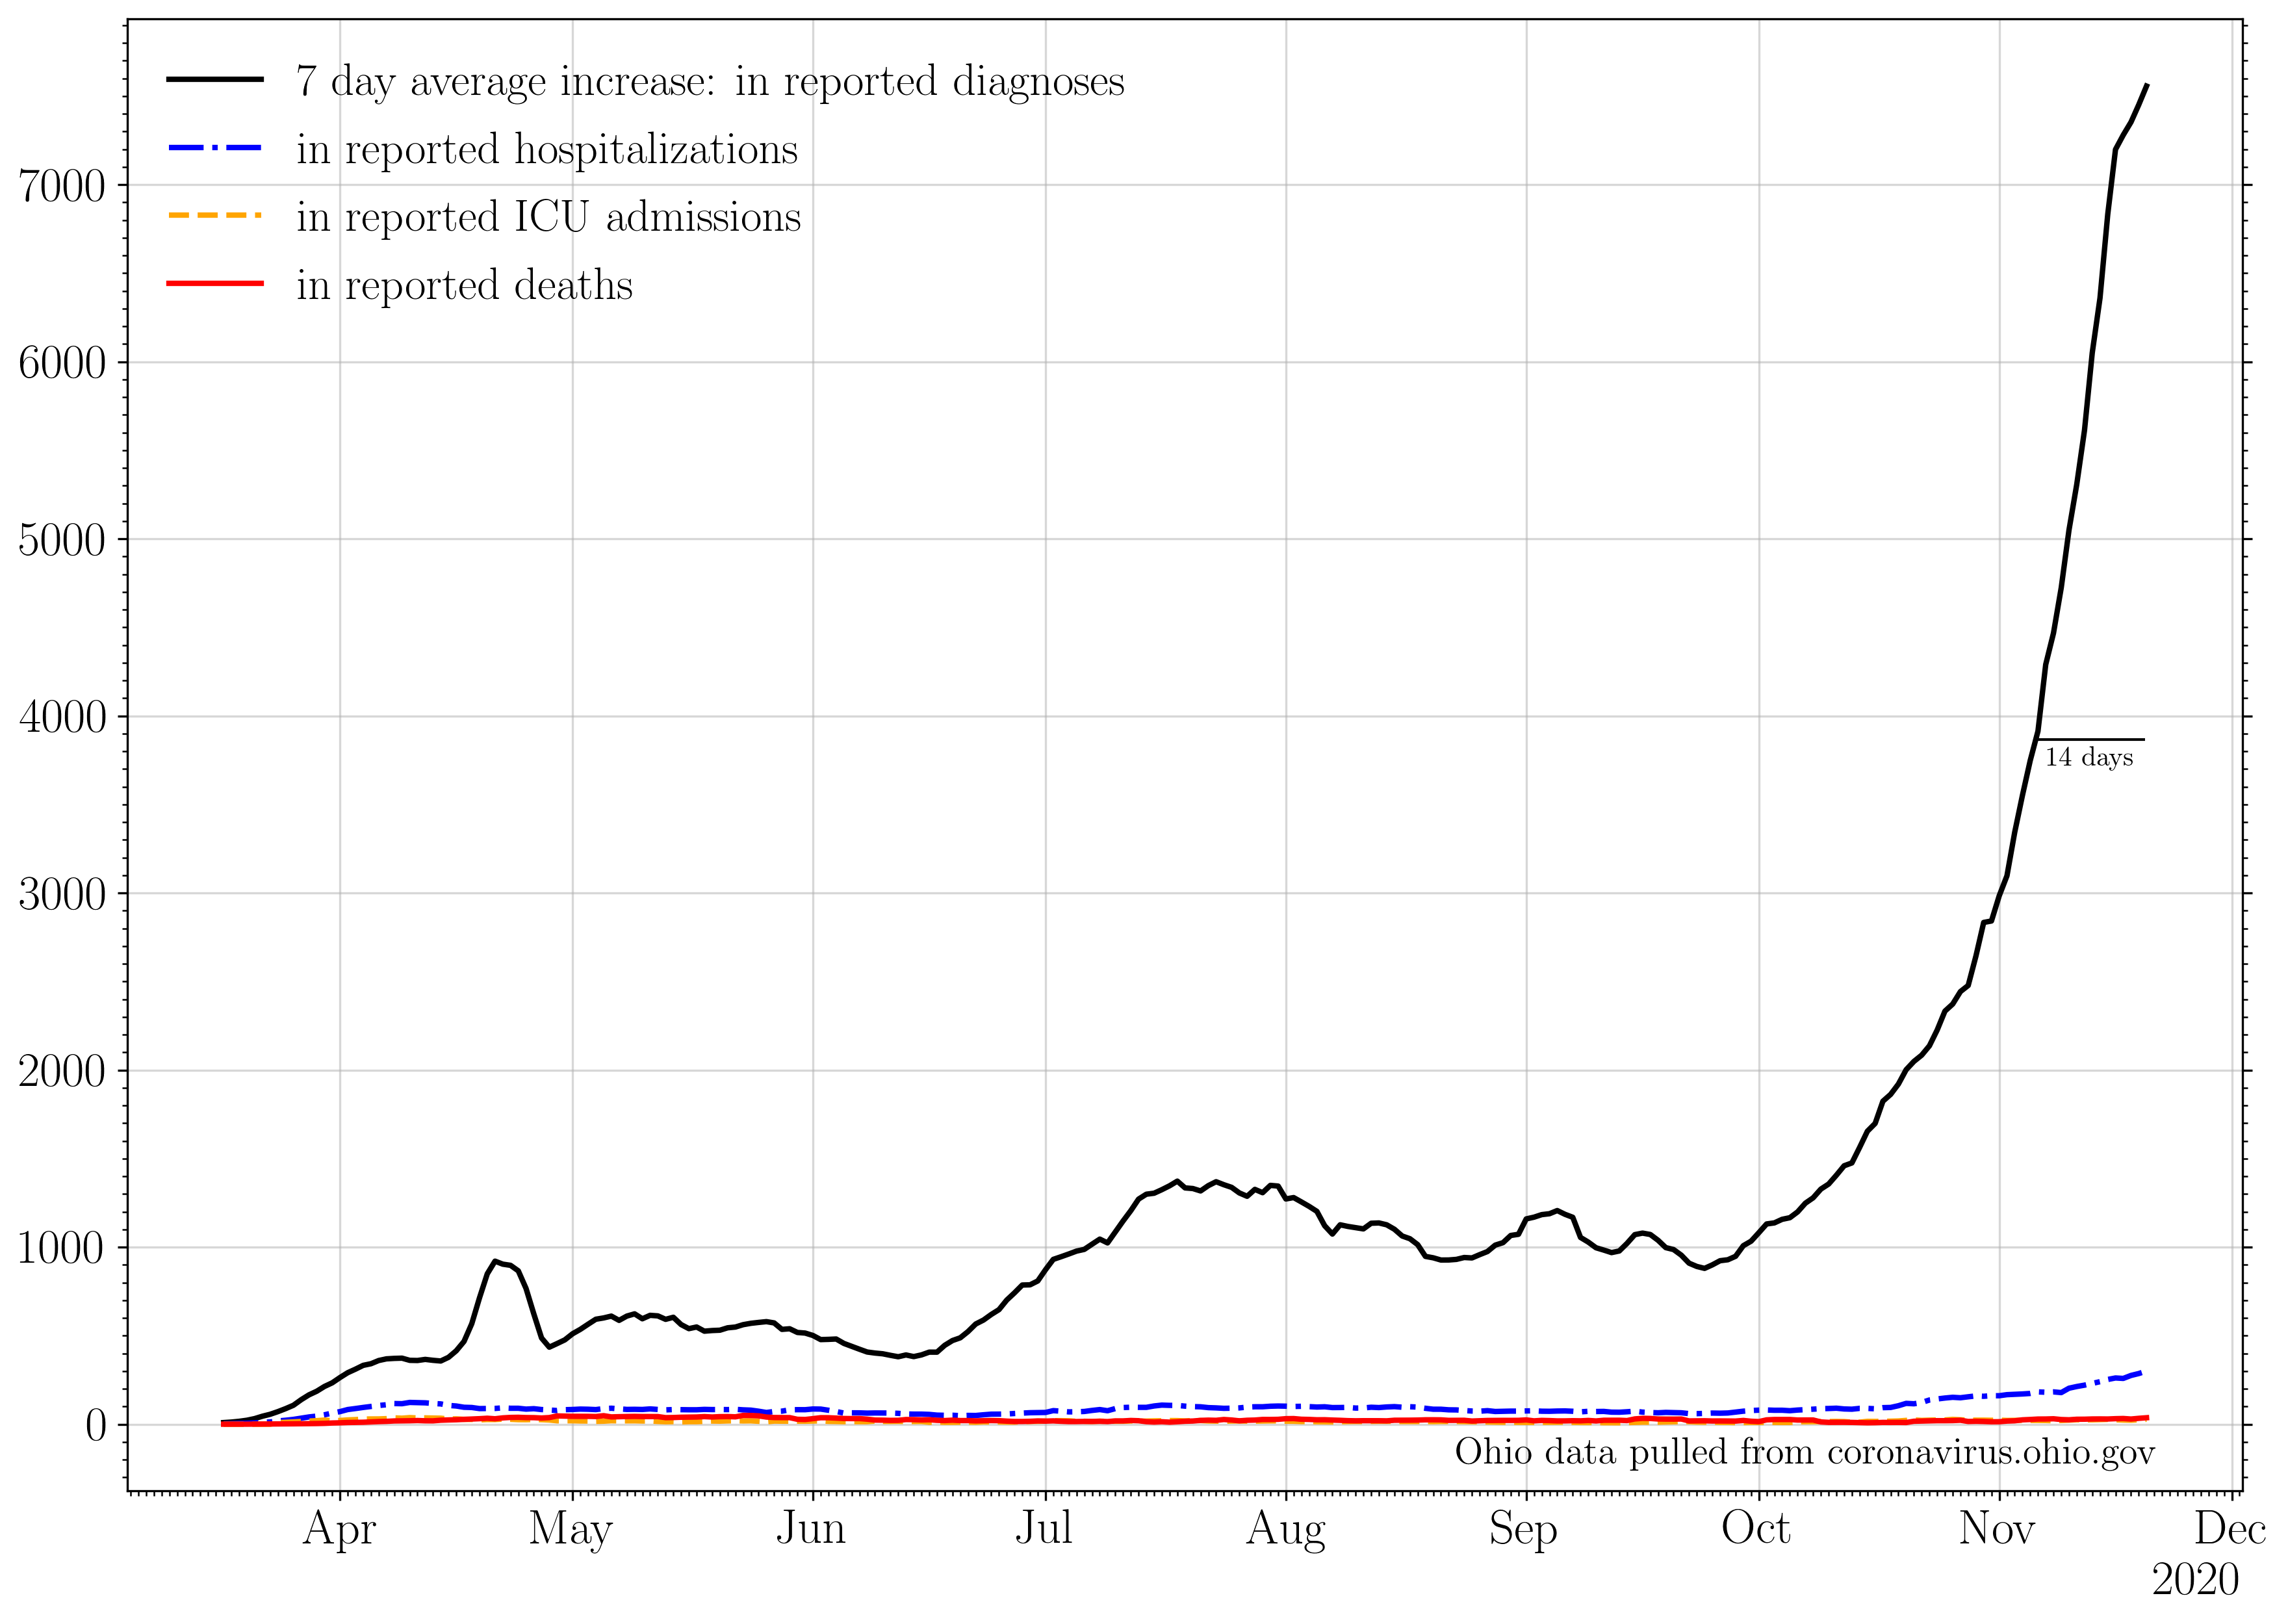 7 day average increase: in reported diagnoses
in reported hospitalizations
in reported ICU admissions
in reported deaths
7000
6000
5000
4000
14 days
3000
2000
1000
0
Ohio data pulled from coronavirus.ohio.gov
Apr May Jun Jul Aug Sep Oct Nov Dec
2020